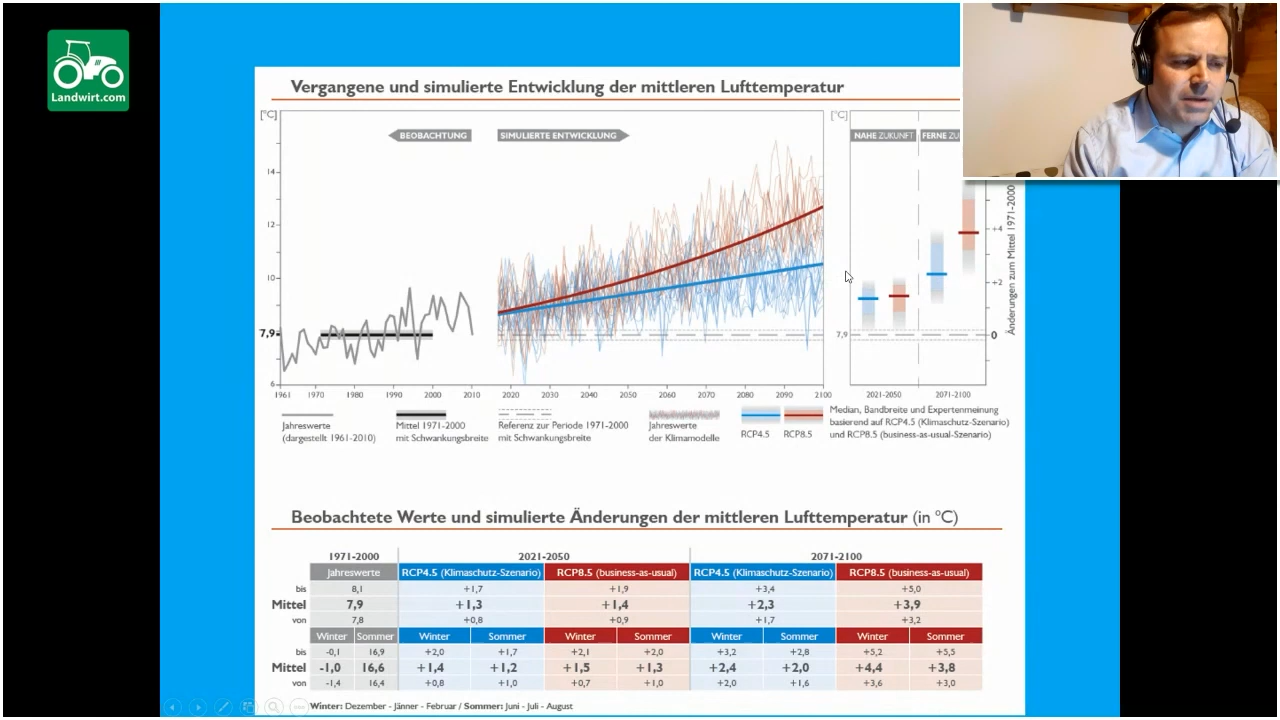 Landwirt.com
Vergangene und simulierte Entwicklung der mittleren Lufttemperatur
[°C]
[°C]
BEOBACHTUNG
SIMULIERTE ENTWICKLUNG
NAHE ZUKUNFT
FERNE ZU
14
12
10
7,9
6
7,9
+4
+2
0
Änderungen zum Mittel 1971-2000
1961 1970 1980 1990 2000 2010 2020 2030 2040 2050 2060 2070 2080 2090 2100
2021-2050 2071-2100
Jahreswerte
(dargestellt 1961-2010)
Mittel 1971-2000
mit Schwankungsbreite
Referenz zur Periode 1971-2000
mit Schwankungsbreite
Jahreswerte
der Klimamodelle
RCP4.5 RCP8.5
Median, Bandbreite und Expertenmeinung
basierend auf RCP4.5 (Klimaschutz-Szenario)
und RCP8.5 (business-as-usual-Szenario)
Beobachtete Werte und simulierte Änderungen der mittleren Lufttemperatur (in °C)
1971-2000 2021-2050 2071-2100
Jahreswerte RCP4.5 (Klimaschutz-Szenario) RCP8.5 (business-as-usual) RCP4.5 (Klimaschutz-Szenario) RCP8.5 (business-as-usual)
bis 8,1 +1,7 +1,9 +3,4 +5,0
Mittel 7,9 +1,3 +1,4 +2,3 +3,9
von 7,8 +0,8 +0,9 +1,7 +3,2
Winter Sommer Winter Sommer Winter Sommer Winter Sommer Winter Sommer
bis -0,1 16,9 +2,0 +1,7 +2,1 +2,0 +3,2 +2,8 +5,2 +5,5
Mittel -1,0 16,6 +1,4 +1,2 +1,5 +1,3 +2,4 +2,0 +4,4 +3,8
von -1,4 16,4 +0,8 +1,0 +0,7 +1,0 +2,0 +1,6 +3,6 +3,0
Winter: Dezember - Jänner - Februar / Sommer: Juni - Juli - August